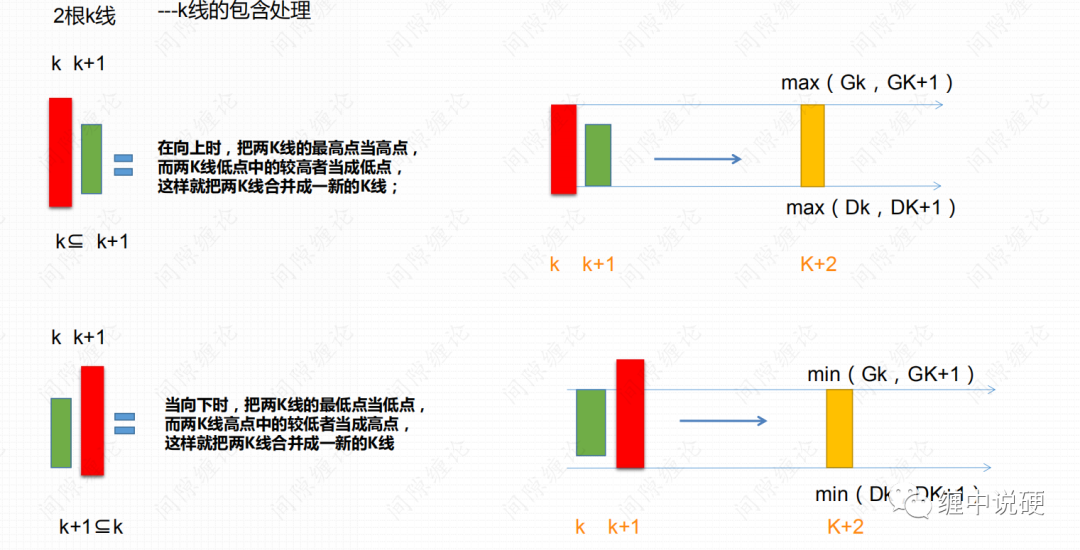 2根k线
---k线的包含处理
k k+1
在向上时，把两K线的最高点当高点，
而两K线低点中的较高者当成低点，
这样就把两K线合并成一新的K线；
k⊆ k+1
max（Gk，GK+1）
max（Dk，DK+1）
k k+1
K+2
k k+1
当向下时，把两K线的最低点当低点，
而两K线高点中的较低者当成高点，
这样就把两K线合并成一新的K线
k+1⊆k
min（Gk，GK+1）
min（Dk，DK+1）
k k+1
K+2
缠中说硬
间隙缠论